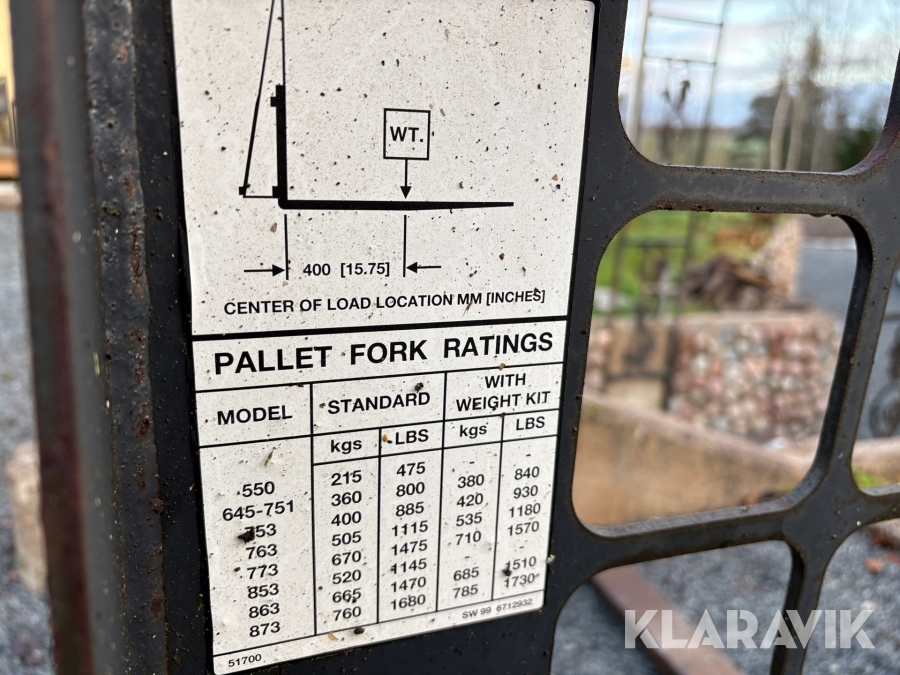 WT.
400 [15.75]
CENTER OF LOAD LOCATION MM [INCHES]
PALLET FORK RATINGS
MODEL STANDARD WITH WEIGHT KIT
kgs LBS kgs LBS
550 215 475 - -
645-751 360 800 380 840
753 400 885 420 930
763 505 1115 535 1180
773 670 1475 710 1570
853 520 1145 - -
863 665 1470 685 1510
873 760 1680 785 1730
SW 99 6712932
51700
KLARAVIK